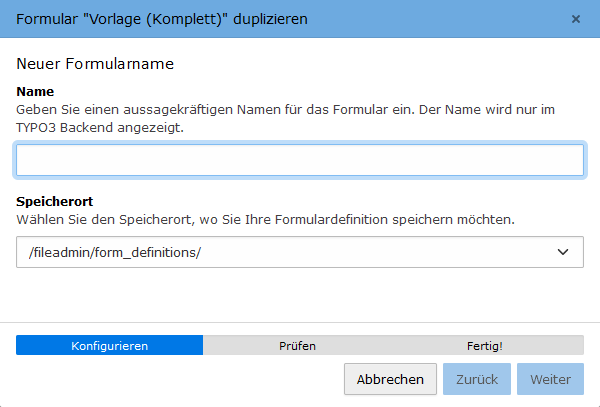 Formular "Vorlage (Komplett)" duplizieren ×
Neuer Formularname
Name
Geben Sie einen aussagekräftigen Namen für das Formular ein. Der Name wird nur im
TYPO3 Backend angezeigt.
Speicherort
Wählen Sie den Speicherort, wo Sie Ihre Formulardefinition speichern möchten.
/fileadmin/form_definitions/
Konfigurieren Prüfen Fertig!
Abbrechen Zurück Weiter